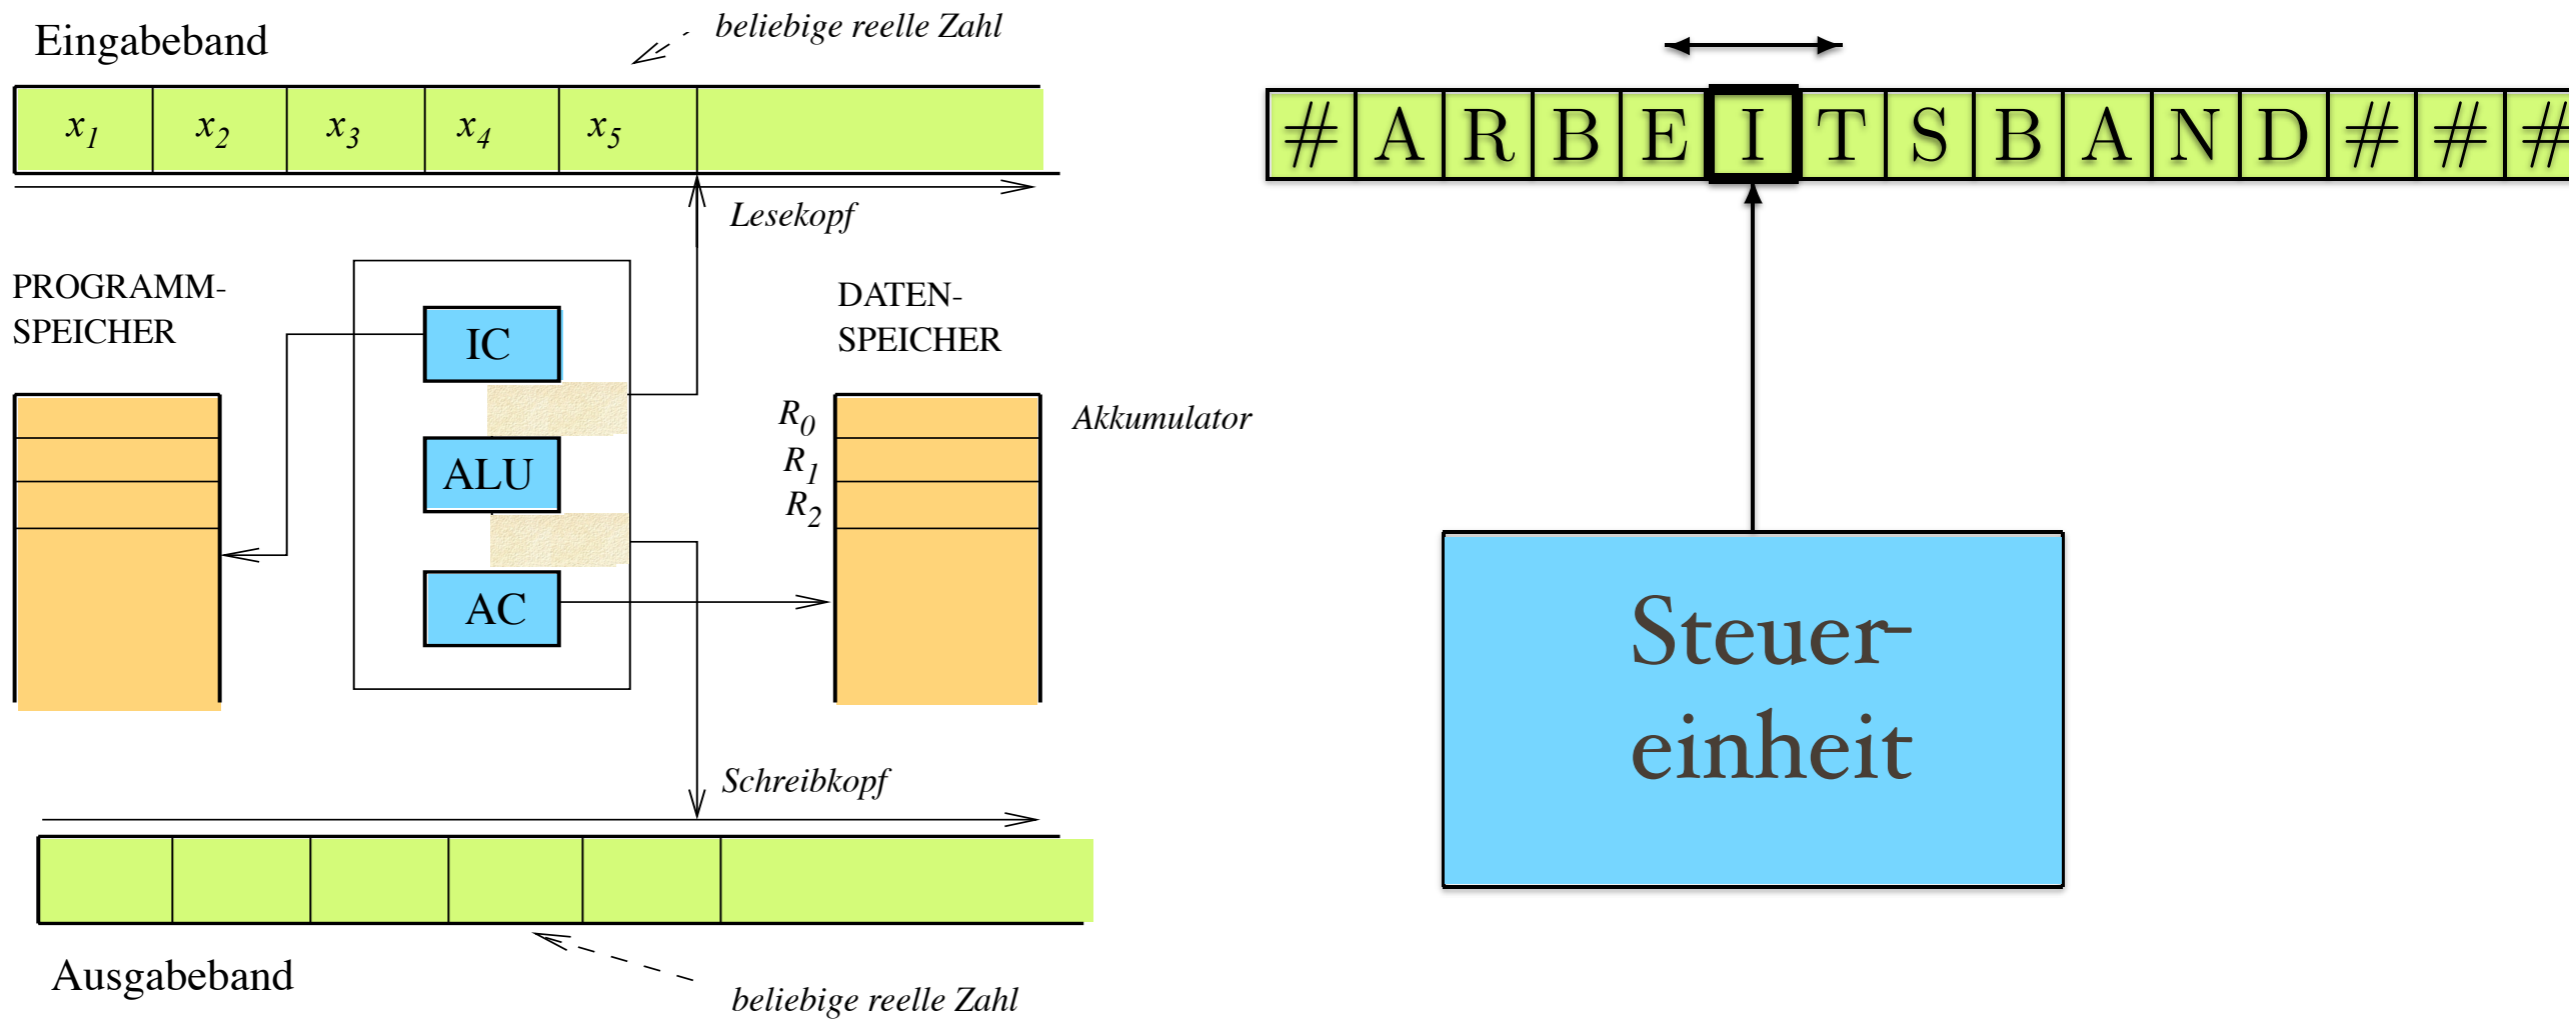 Eingabeband
beliebige reelle Zahl
x1 x2 x3 x4 x5
Lesekopf
PROGRAMM-
SPEICHER
IC
ALU
AC
DATEN-
SPEICHER
R0
R1
R2
Akkumulator
Schreibkopf
Ausgabeband
beliebige reelle Zahl
# A R B E I T S B A N D # # #
Steuer-
einheit